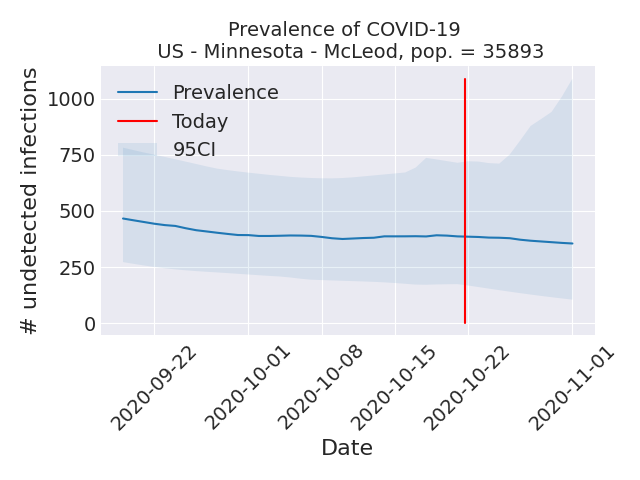 Prevalence of COVID-19
US - Minnesota - McLeod, pop. = 35893
# undetected infections
1000
750
500
250
0
Prevalence
Today
95CI
2020-09-22
2020-10-01
2020-10-08
2020-10-15
2020-10-22
2020-11-01
Date